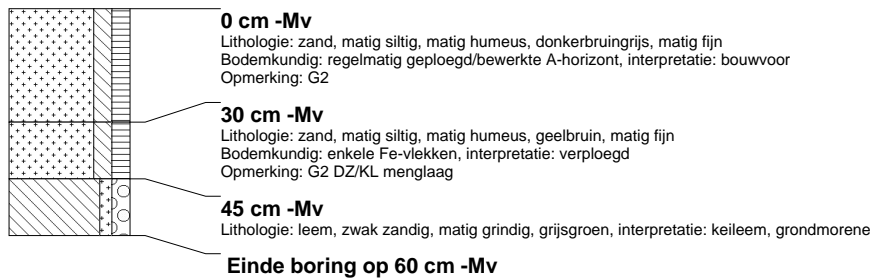 0 cm -Mv
Lithologie: zand, matig siltig, matig humeus, donkerbruingrijs, matig fijn
Bodemkundig: regelmatig geploegd/bewerkte A-horizont, interpretatie: bouwvoor
Opmerking: G2
30 cm -Mv
Lithologie: zand, matig siltig, matig humeus, geelbruin, matig fijn
Bodemkundig: enkele Fe-vlekken, interpretatie: verploegd
Opmerking: G2 DZ/KL menglaag
45 cm -Mv
Lithologie: leem, zwak zandig, matig grindig, grijsgroen, interpretatie: keileem, grondmorene
Einde boring op 60 cm -Mv